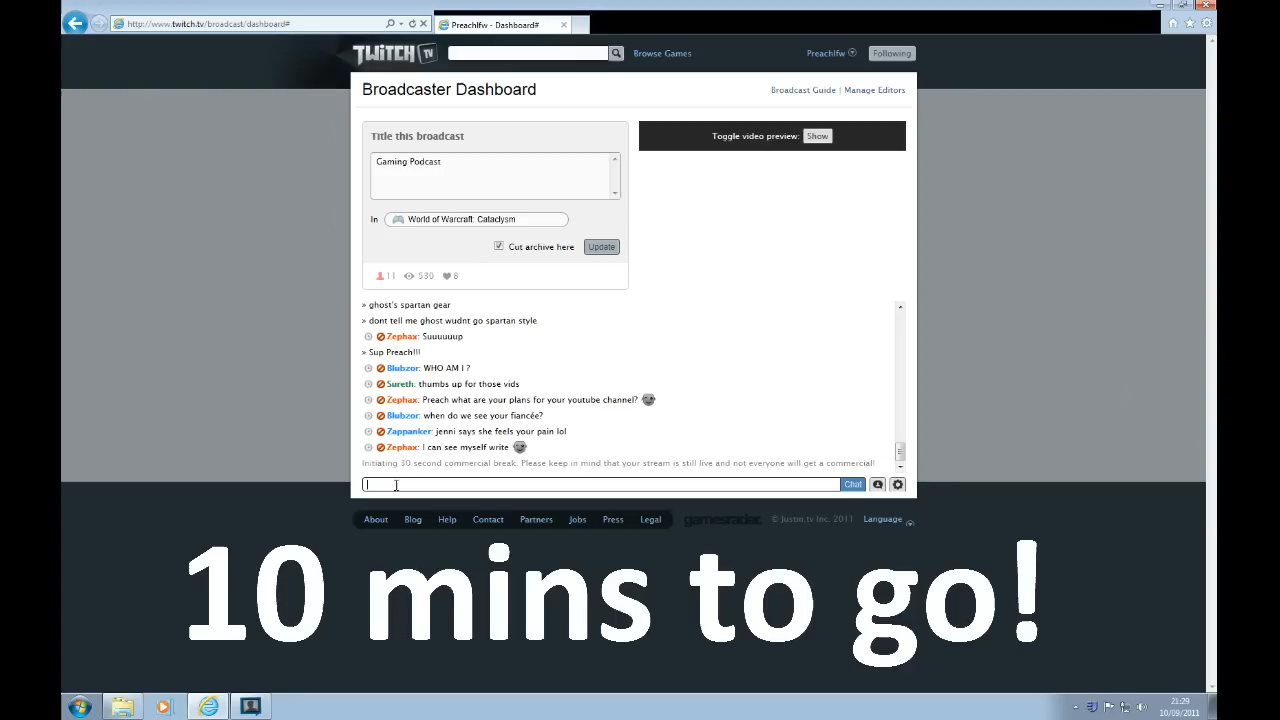 http://www.twitch.tv/broadcast/dashboard#
Preachlfw - Dashboard#
TWITCH TV
Browse Games
Preachlfw
Following
Broadcaster Dashboard
Broadcast Guide | Manage Editors
Title this broadcast
Toggle video preview: Show
Gaming Podcast
In World of Warcraft: Cataclysm
Cut archive here Update
11 530 8
» ghost's spartan gear
» dont tell me ghost wudnt go spartan style
Zephax: Suuuuuup
» Sup Preach!!!
Blubzor: WHO AM I ?
Sureth: thumbs up for those vids
Zephax: Preach what are your plans for your youtube channel?
Blubzor: when do we see your fiancée?
Zappanker: jenni says she feels your pain lol
Zephax: I can see myself write
Initiating 30 second commercial break. Please keep in mind that your stream is still live and not everyone will get a commercial!
Chat
About Blog Help Contact Partners Jobs Press Legal gamesradar © Justin.tv Inc. 2011 Language
10 mins to go!
21:29
10/09/2011